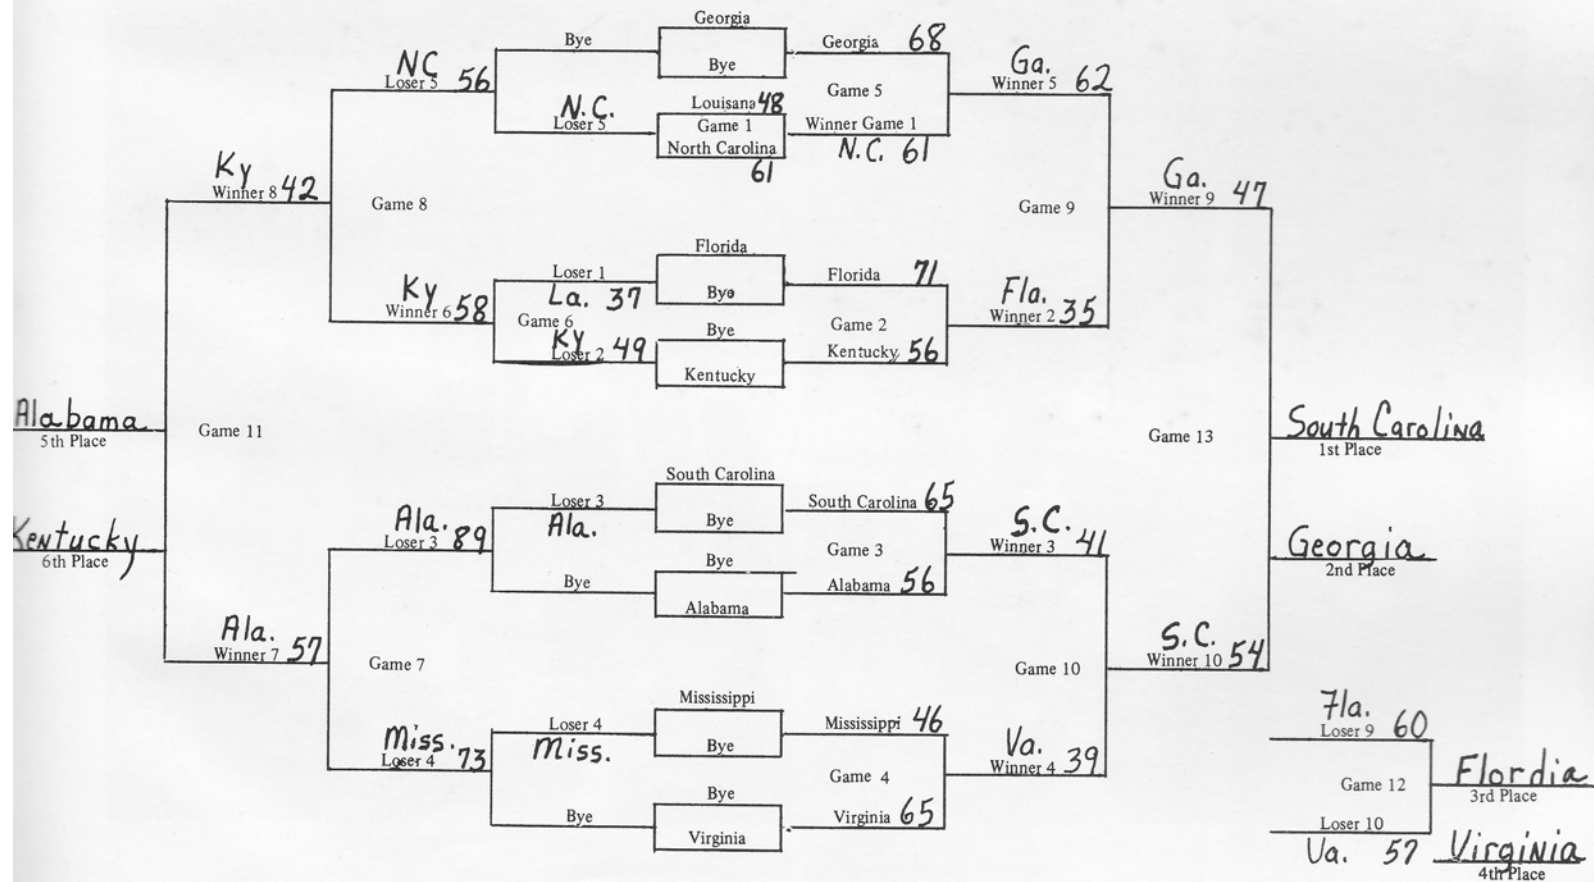 Georgia
Bye
Bye
Georgia 68
NC
Loser 5 56
Game 5
Ga.
Winner 5 62
N.C.
Loser 5
Louisana 48
Game 1
North Carolina
61
Winner Game 1
N.C. 61
Ky
Winner 8 42
Game 8
Game 9
Ga.
Winner 9 47
Florida
Bye
Loser 1
La. 37
Florida 71
Ky
Winner 6 58
Game 6
Ky
Loser 2 49
Bye
Kentucky
Game 2
Kentucky 56
Fla.
Winner 2 35
Alabama
5th Place
Game 11
Game 13
South Carolina
1st Place
Kentucky
6th Place
Georgia
2nd Place
South Carolina
Bye
Loser 3
Ala.
South Carolina 65
Ala.
Loser 3 89
Bye
Bye
Alabama
Game 3
Alabama 56
S.C.
Winner 3 41
Ala.
Winner 7 57
Game 7
Game 10
S.C.
Winner 10 54
Mississippi
Bye
Loser 4
Miss.
Mississippi 46
Miss.
Loser 4 73
Bye
Bye
Virginia
Game 4
Virginia 65
Va.
Winner 4 39
Fla.
Loser 9 60
Game 12
Flordia
3rd Place
Loser 10
Va. 57
Virginia
4th Place